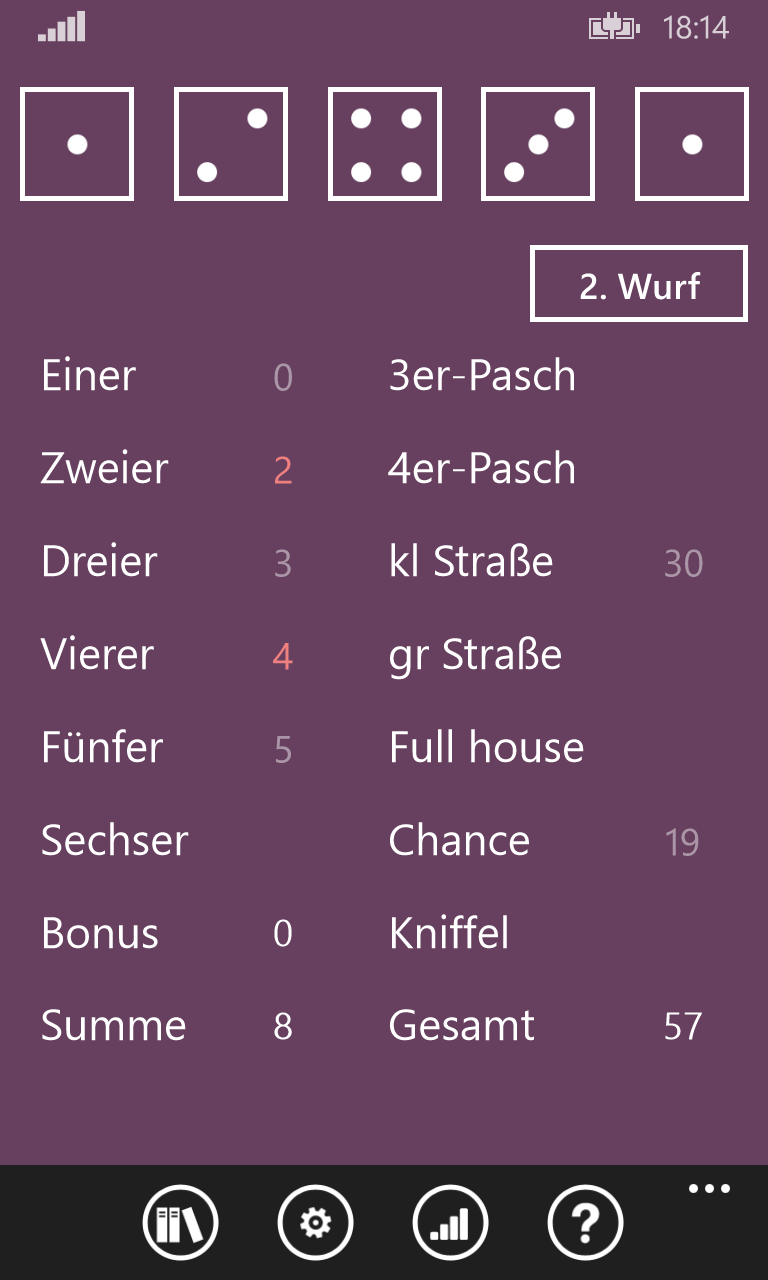 18:14
2. Wurf
Einer 0 3er-Pasch
Zweier 2 4er-Pasch
Dreier 3 kl Straße 30
Vierer 4 gr Straße
Fünfer 5 Full house
Sechser Chance 19
Bonus 0 Kniffel
Summe 8 Gesamt 57
?